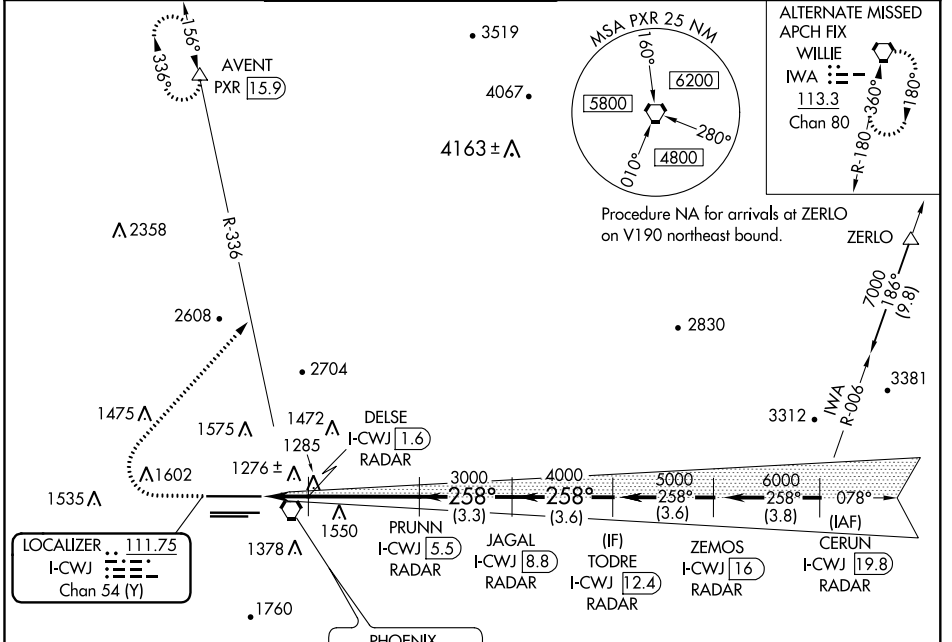 156°
336°
AVENT
PXR 15.9
3519
4067
4163 ±
MSA PXR 25 NM
160°
6200
5800
280°
010°
4800
ALTERNATE MISSED
APCH FIX
WILLIE
IWA
113.3
Chan 80
360°
180°
R-180
Procedure NA for arrivals at ZERLO
on V190 northeast bound.
ZERLO
7000
186°
(9.8)
2358
R-336
2608
2830
2704
3381
3312
IWA
R-006
1475
1575
1472
1285
DELSE
I-CWJ 1.6
RADAR
1602
1276 ±
1535
3000
258°
(3.3)
4000
258°
(3.6)
5000
258°
(3.6)
6000
258°
(3.8)
078°
(IAF)
CERUN
I-CWJ 19.8
RADAR
1550
1378
PRUNN
I-CWJ 5.5
RADAR
JAGAL
I-CWJ 8.8
RADAR
(IF)
TODRE
I-CWJ 12.4
RADAR
ZEMOS
I-CWJ 16
RADAR
LOCALIZER 111.75
I-CWJ
Chan 54 (Y)
1760
PHOENIX